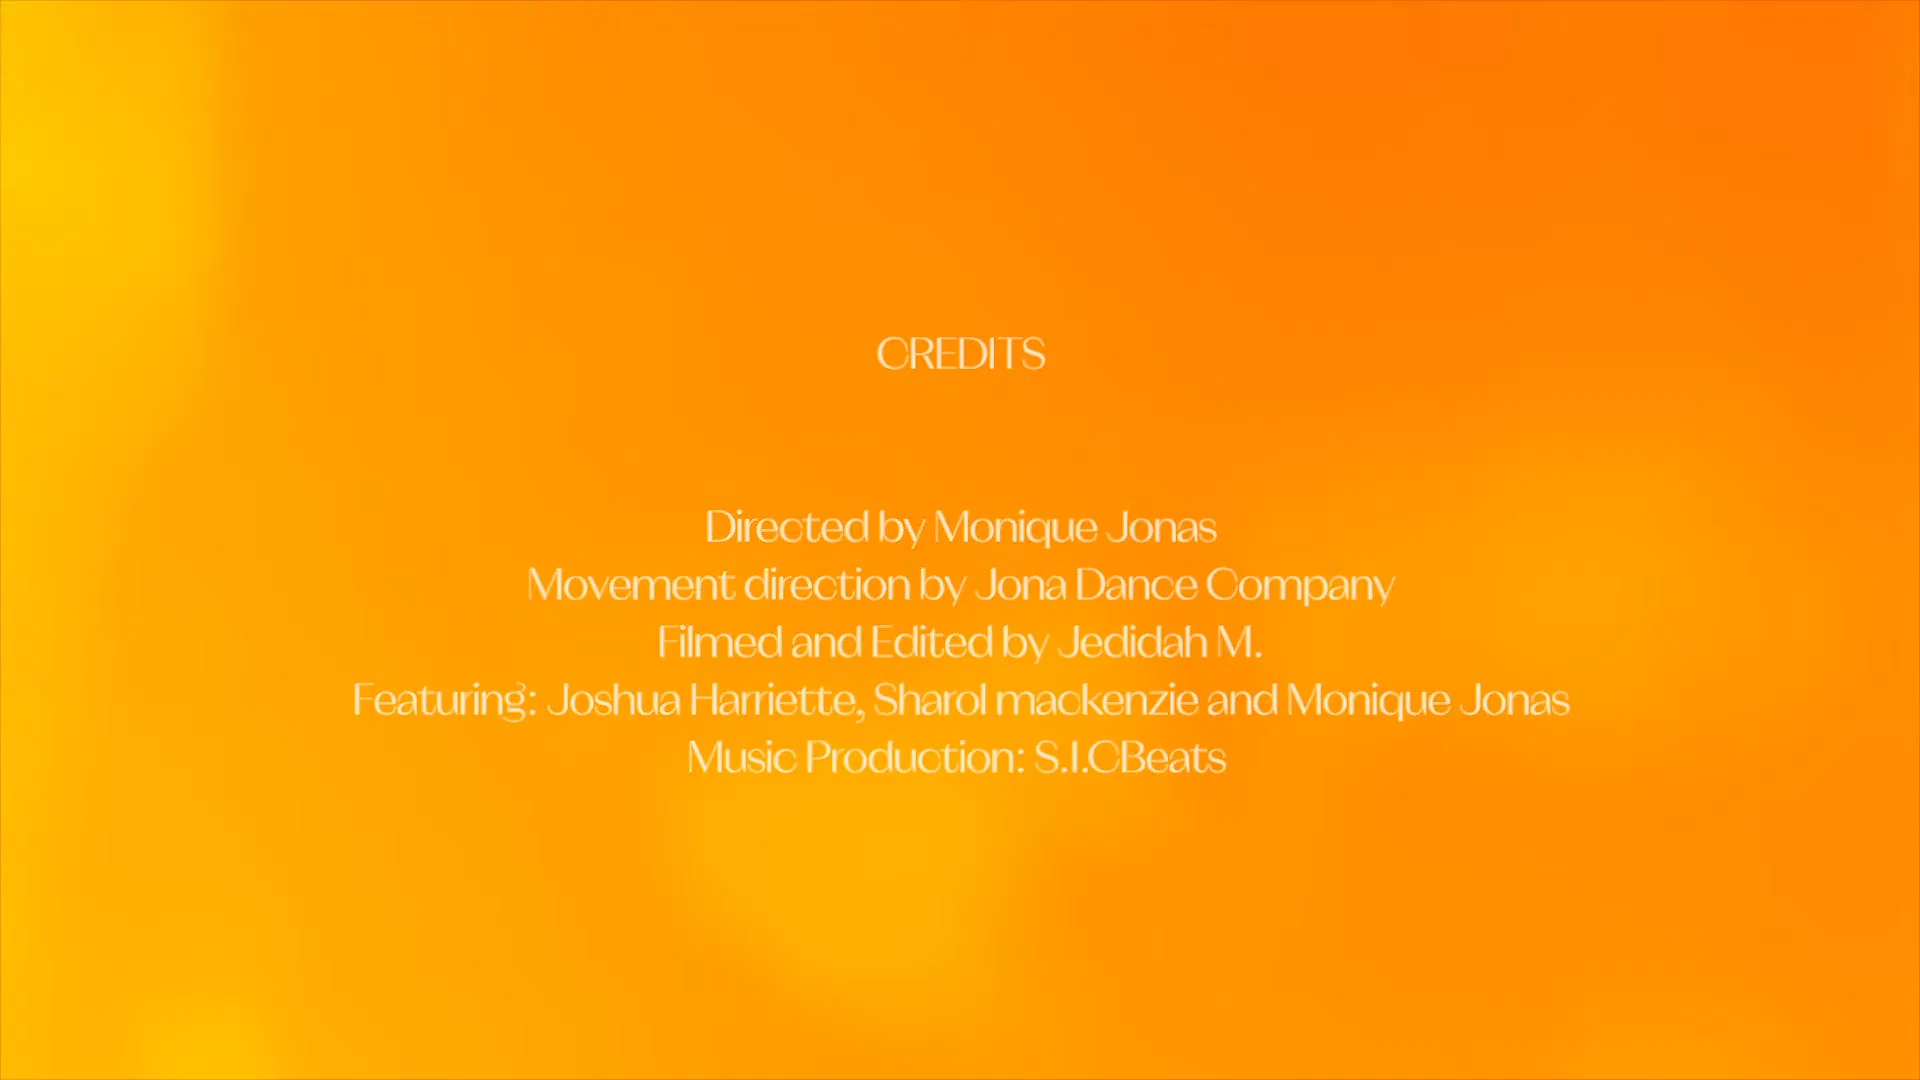 CREDITS
Directed by Monique Jonas
Movement direction by Jona Dance Company
Filmed and Edited by Jedidah M.
Featuring: Joshua Harriette, Sharol mackenzie and Monique Jonas
Music Production: S.I.CBeats